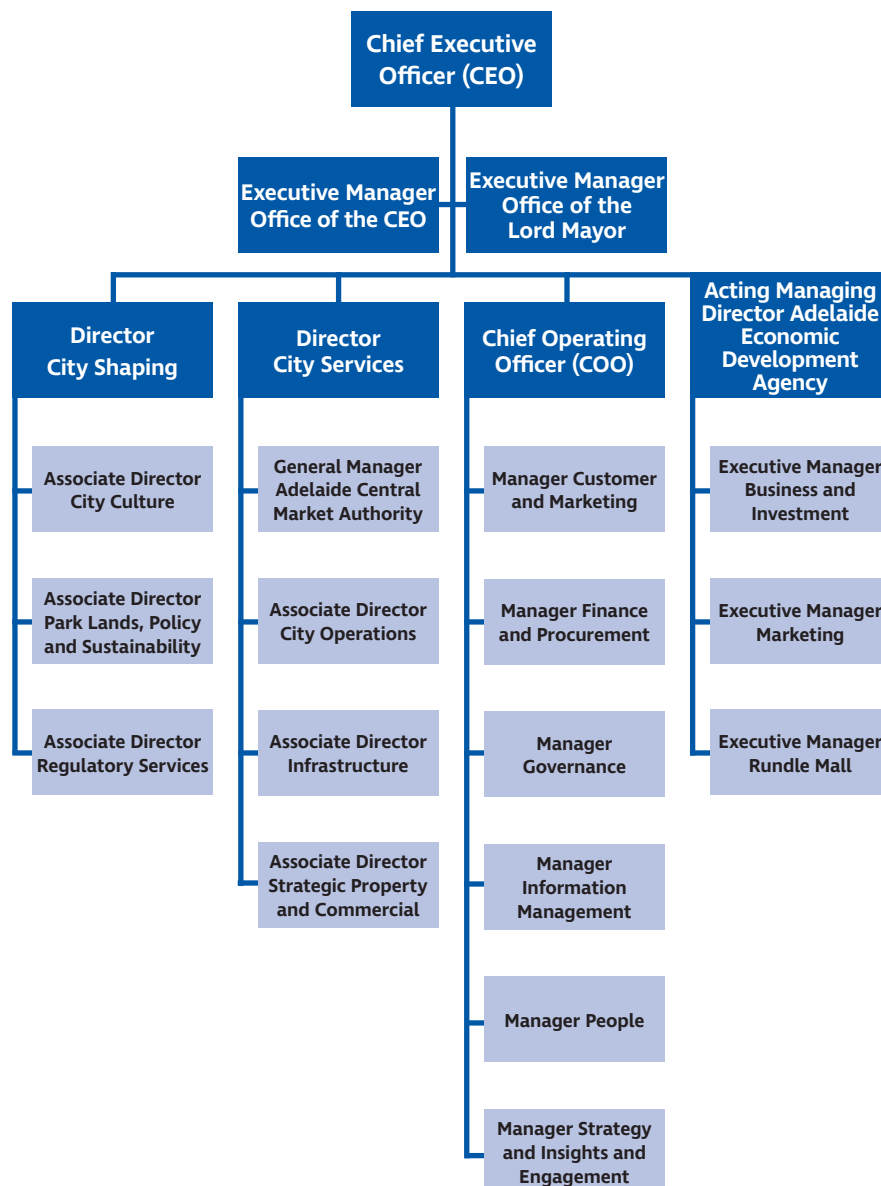 Chief Executive
Officer (CEO)
Executive Manager
Office of the CEO
Executive Manager
Office of the
Lord Mayor
Director
City Shaping
Director
City Services
Chief Operating
Officer (COO)
Acting Managing
Director Adelaide
Economic
Development
Agency
Associate Director
City Culture
Associate Director
Park Lands, Policy
and Sustainability
Associate Director
Regulatory Services
General Manager
Adelaide Central
Market Authority
Associate Director
City Operations
Associate Director
Infrastructure
Associate Director
Strategic Property
and Commercial
Manager Customer
and Marketing
Manager Finance
and Procurement
Manager
Governance
Manager
Information
Management
Manager People
Manager Strategy
and Insights and
Engagement
Executive Manager
Business and
Investment
Executive Manager
Marketing
Executive Manager
Rundle Mall